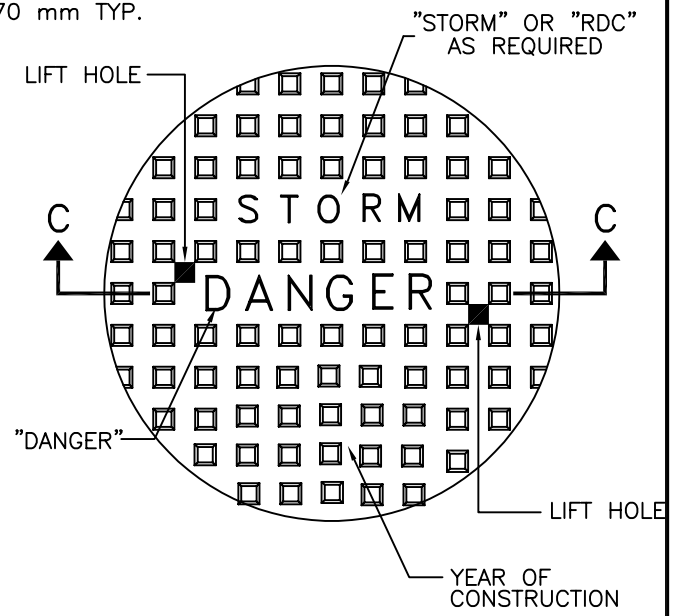 70 mm TYP.
"STORM" OR "RDC"
AS REQUIRED
LIFT HOLE
STORM
C
C
DANGER
"DANGER"
LIFT HOLE
YEAR OF
CONSTRUCTION